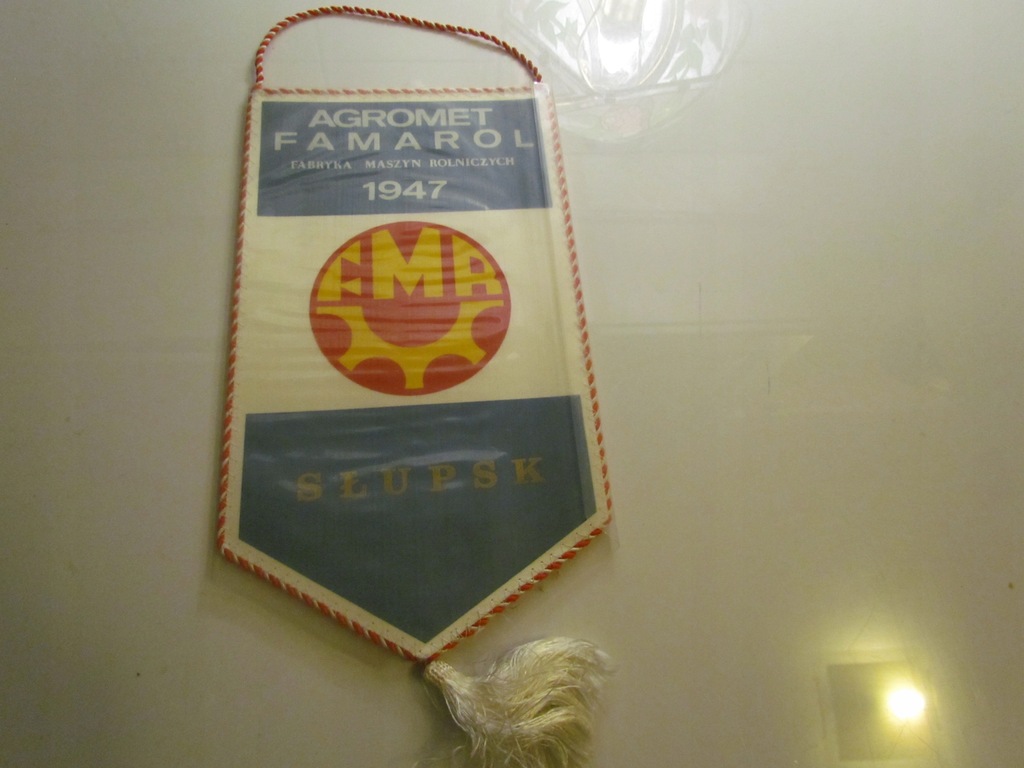 AGROMET
FAMAROL
FABRYKA MASZYN ROLNICZYCH
1947
FMR
SŁUPSK